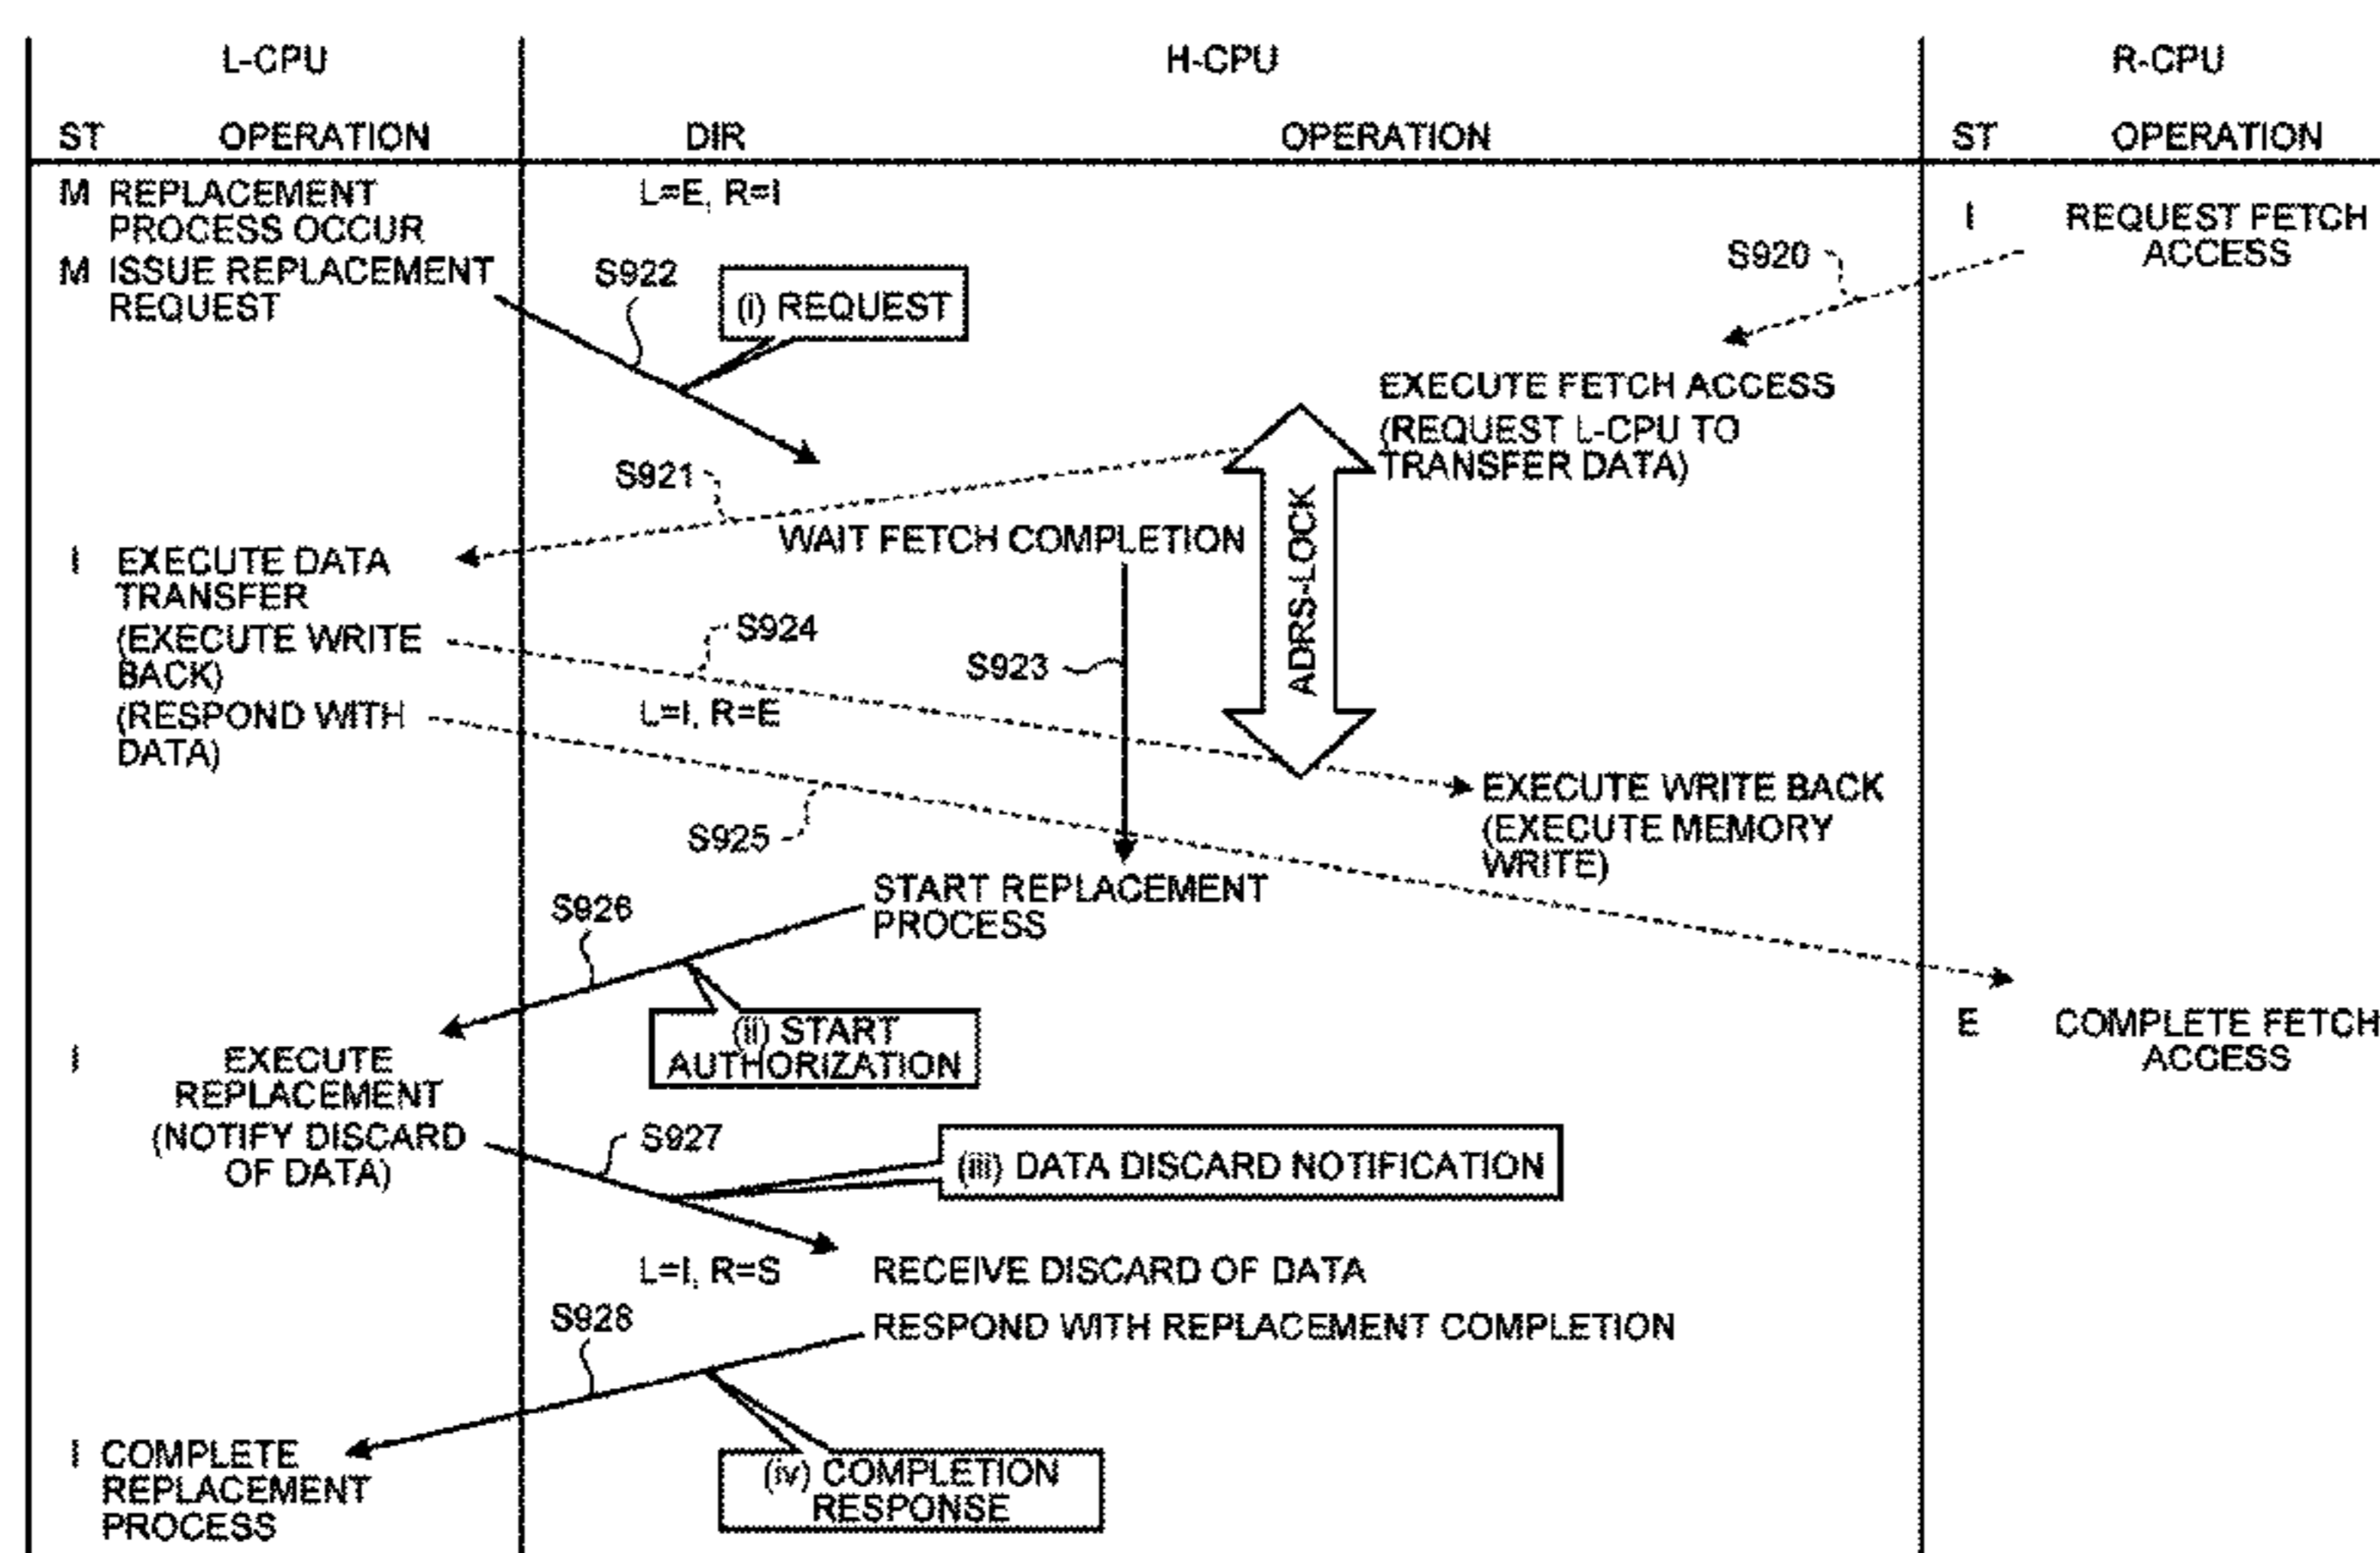 L-CPU
H-CPU
R-CPU
ST
OPERATION
DIR
OPERATION
ST
OPERATION
M REPLACEMENT
PROCESS OCCUR
L=E, R=I
I
REQUEST FETCH
ACCESS
S920
M ISSUE REPLACEMENT
REQUEST
S922
(i) REQUEST
EXECUTE FETCH ACCESS
(REQUEST L-CPU TO
TRANSFER DATA)
S921
ADRS-LOCK
WAIT FETCH COMPLETION
I EXECUTE DATA
TRANSFER
(EXECUTE WRITE
BACK)
S924
S923
(RESPOND WITH
DATA)
L=I, R=E
EXECUTE WRITE BACK
(EXECUTE MEMORY
WRITE)
S925
START REPLACEMENT
PROCESS
S926
(ii) START
AUTHORIZATION
E
COMPLETE FETCH
ACCESS
I
EXECUTE
REPLACEMENT
(NOTIFY DISCARD
OF DATA)
S927
(iii) DATA DISCARD NOTIFICATION
L=I, R=S
RECEIVE DISCARD OF DATA
S928
RESPOND WITH REPLACEMENT COMPLETION
I COMPLETE
REPLACEMENT
PROCESS
(iv) COMPLETION
RESPONSE